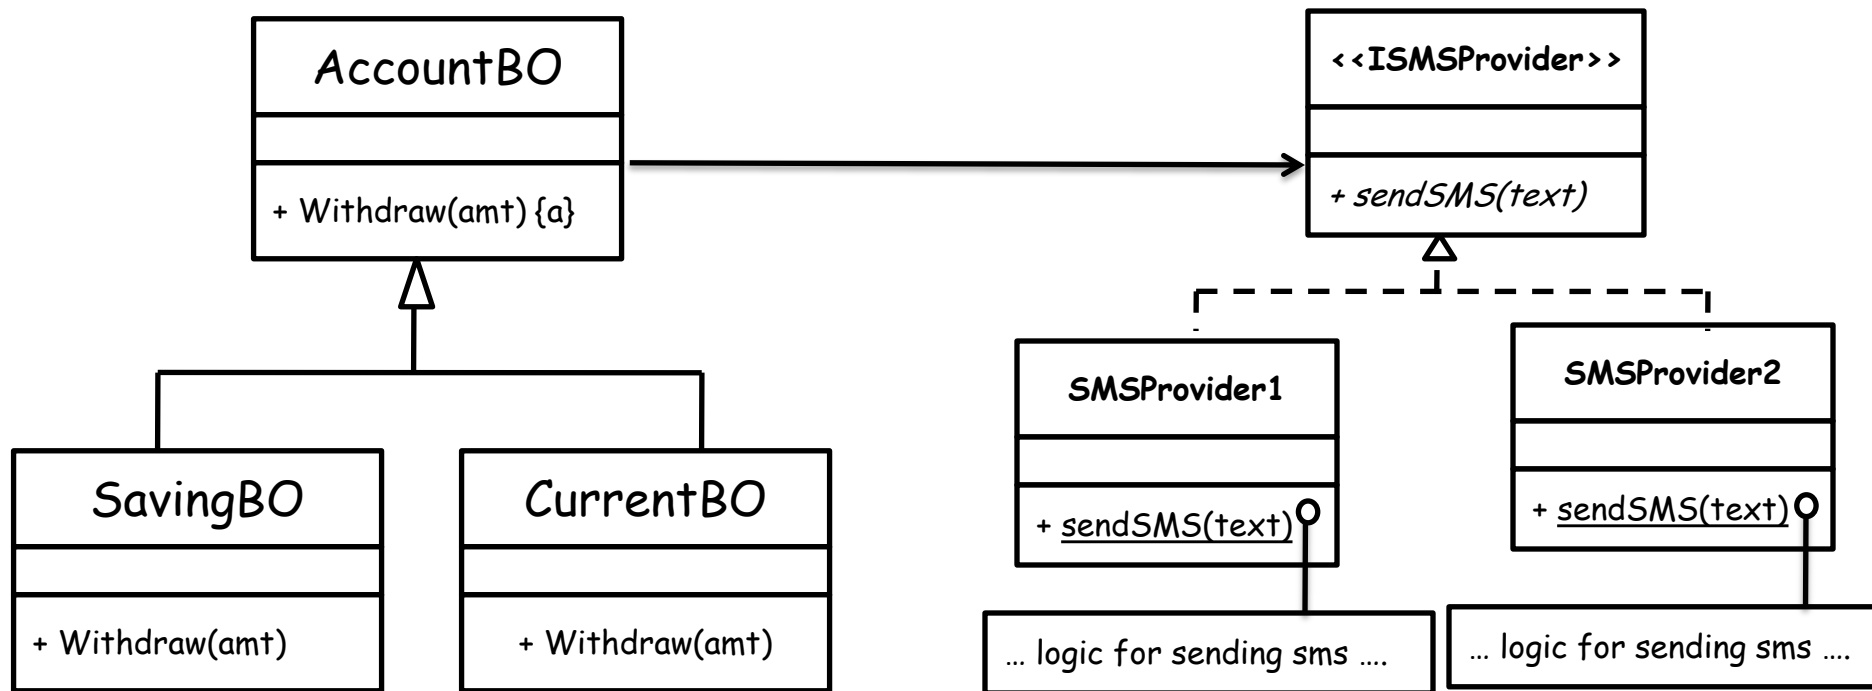 AccountBO
+ Withdraw(amt) {a}
<<ISMSProvider>>
+ sendSMS(text)
SavingBO
+ Withdraw(amt)
CurrentBO
+ Withdraw(amt)
SMSProvider1
+ sendSMS(text)
... logic for sending sms ....
SMSProvider2
+ sendSMS(text)
... logic for sending sms ....